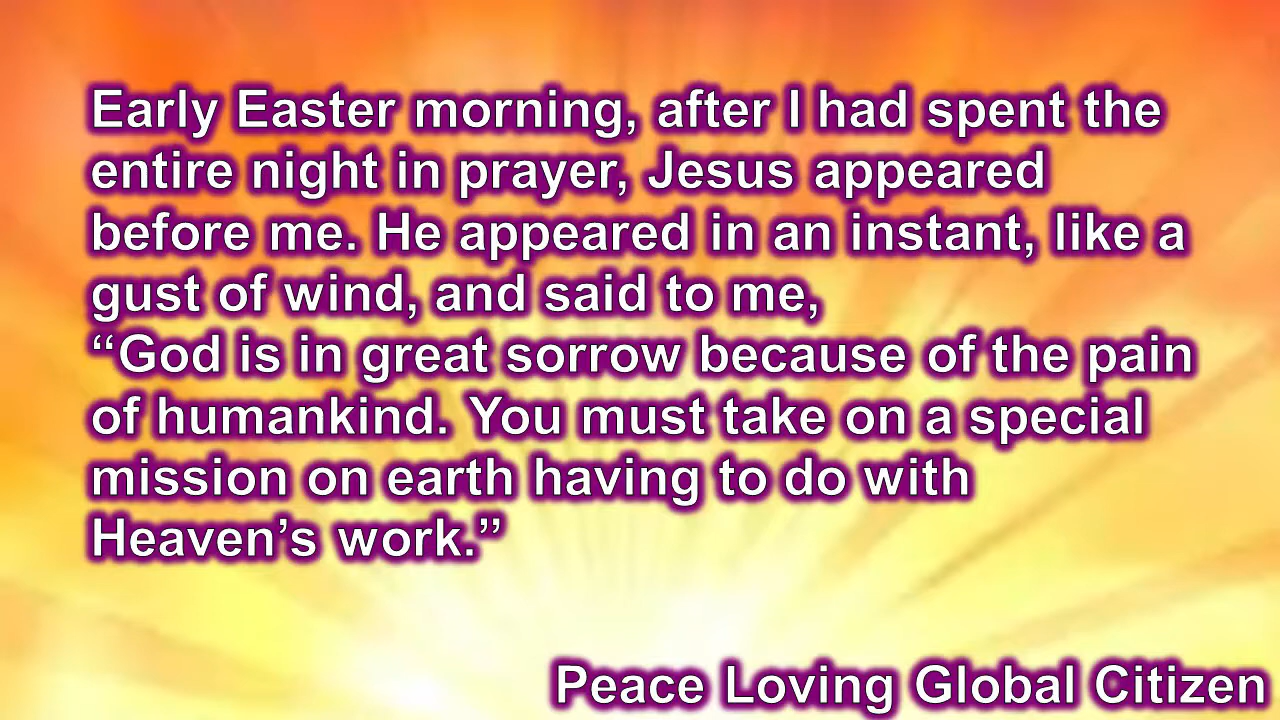 Early Easter morning, after I had spent the
entire night in prayer, Jesus appeared
before me. He appeared in an instant, like a
gust of wind, and said to me,
“God is in great sorrow because of the pain
of humankind. You must take on a special
mission on earth having to do with
Heaven’s work.”
Peace Loving Global Citizen